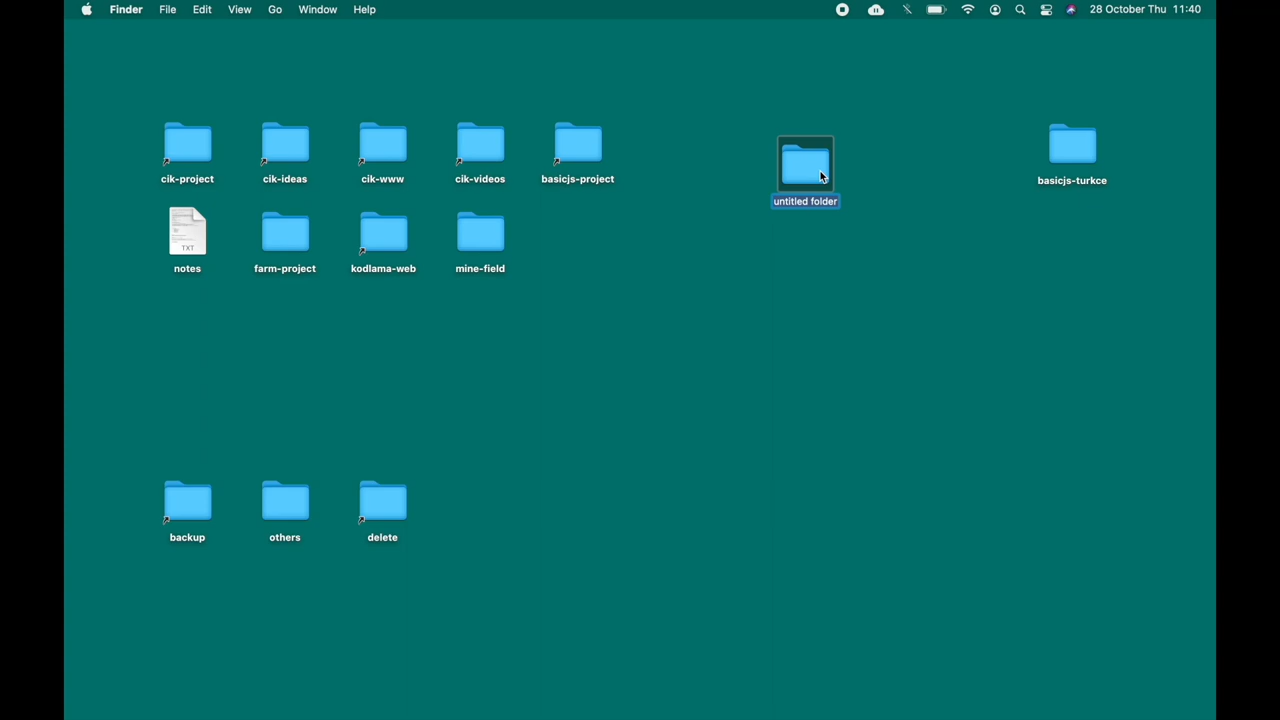 Finder File Edit View Go Window Help 28 October Thu 11:40
cik-project cik-ideas cik-www cik-videos basicjs-project basicjs-turkce
untitled folder
TXT
notes farm-project kodlama-web mine-field
backup others delete